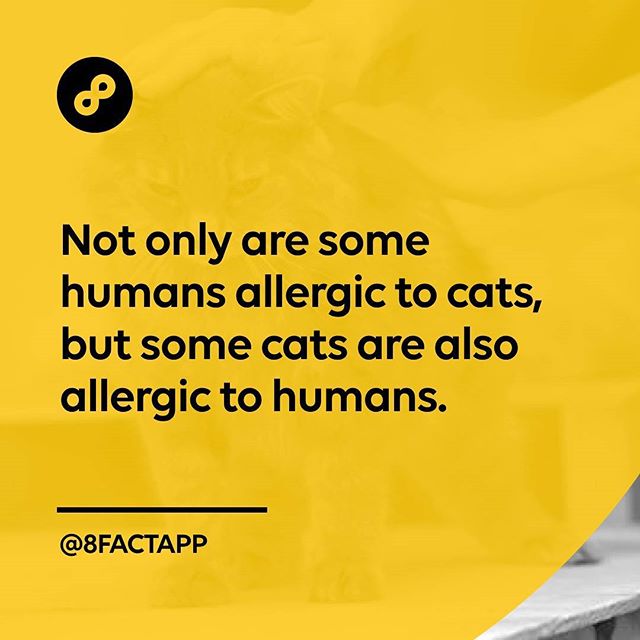 Not only are some
humans allergic to cats,
but some cats are also
allergic to humans.
@8FACTAPP